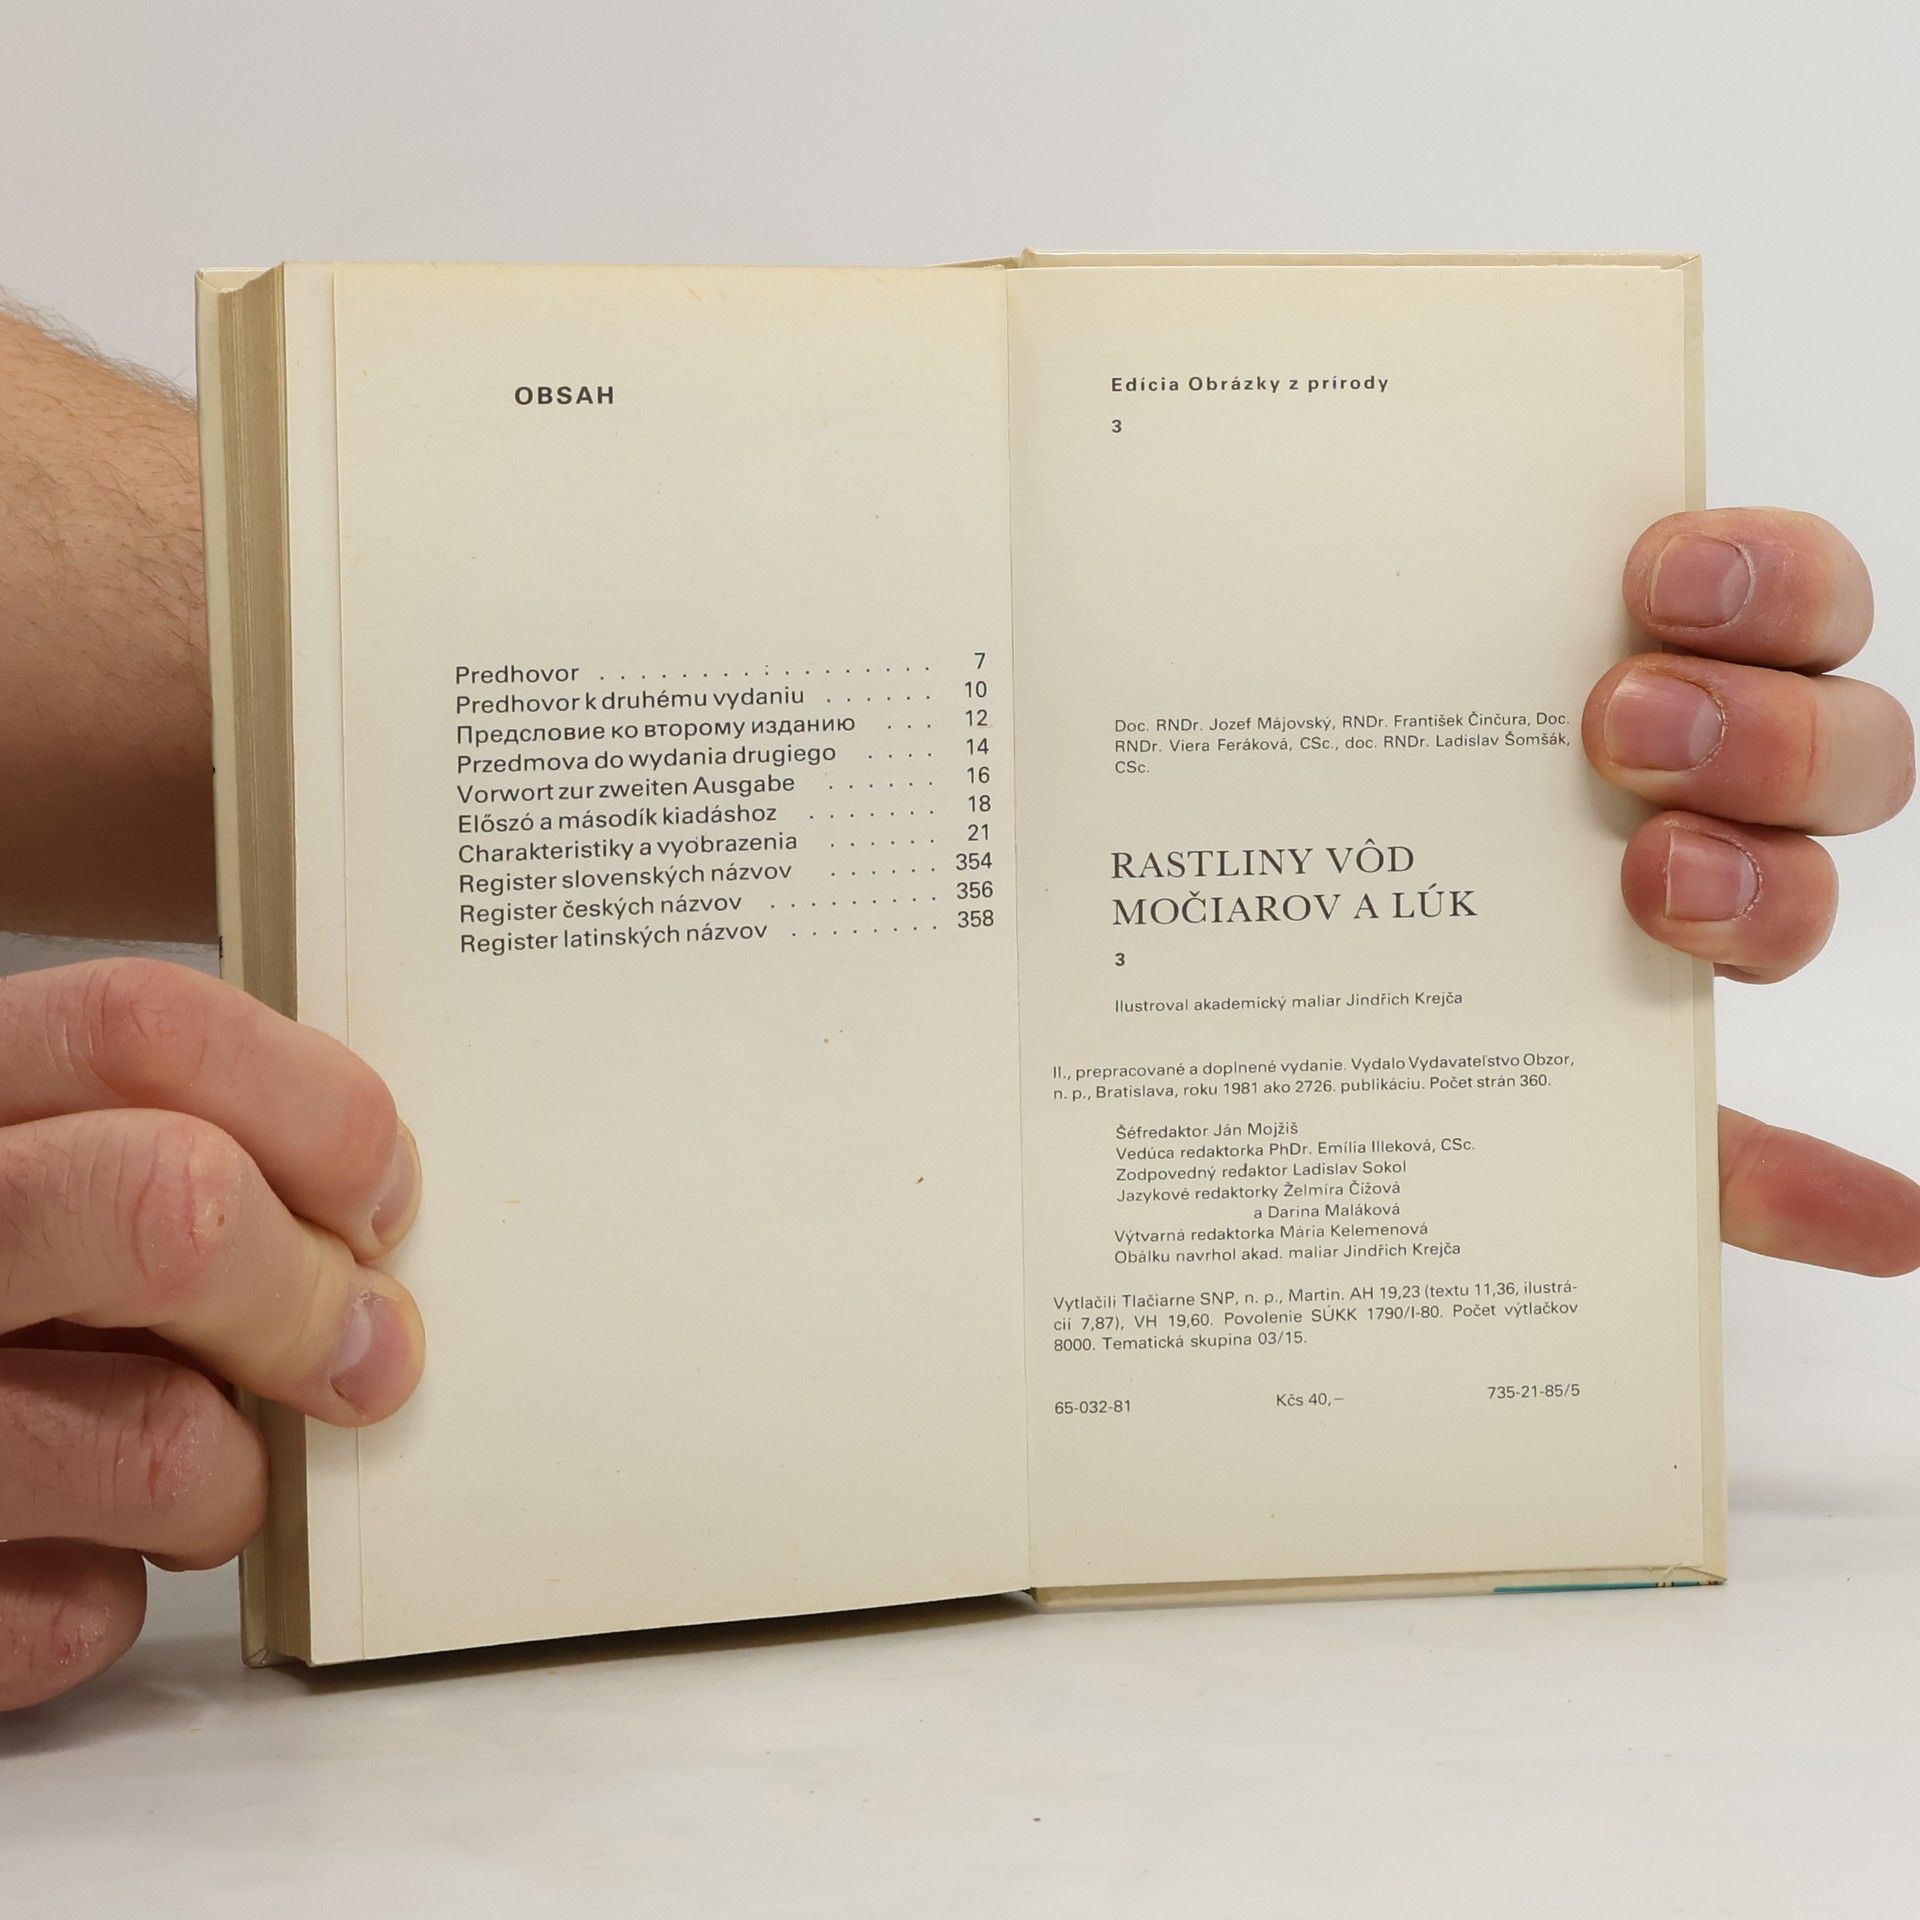 OBSAH
Predhovor . . . . . . . . . . . . . . . . . 7
Predhovor k druhému vydaniu . . . . . . 10
Предсловие ко второму изданию . . . 12
Przedmova do wydania drugiego . . . . 14
Vorwort zur zweiten Ausgabe . . . . . . 16
Előszó a második kiadáshoz . . . . . . . 18
Charakteristiky a vyobrazenia . . . . . . 21
Register slovenských názvov . . . . . . 354
Register českých názvov . . . . . . . . . 356
Register latinských názvov . . . . . . . . 358
Edícia Obrázky z prírody
3
Doc. RNDr. Jozef Májovský, RNDr. František Činčura, Doc.
RNDr. Viera Feráková, CSc., doc. RNDr. Ladislav Šomšák,
CSc.
RASTLINY VÔD
MOČIAROV A LÚK
3
Ilustroval akademický maliar Jindřich Krejča
II., prepracované a doplnené vydanie. Vydalo Vydavateľstvo Obzor,
n. p., Bratislava, roku 1981 ako 2726. publikáciu. Počet strán 360.
Šéfredaktor Ján Mojžiš
Vedúca redaktorka PhDr. Emília Illeková, CSc.
Zodpovedný redaktor Ladislav Sokol
Jazykové redaktorky Želmíra Čížová
a Darina Maláková
Výtvarná redaktorka Mária Kelemenová
Obálku navrhol akad. maliar Jindřich Krejča
Vytlačili Tlačiarne SNP, n. p., Martin. AH 19,23 (textu 11,36, ilustrá-
cií 7,87), VH 19,60. Povolenie SÚKK 1790/I-80. Počet výtlačkov
8000. Tematická skupina 03/15.
65-032-81 Kčs 40,– 735-21-85/5